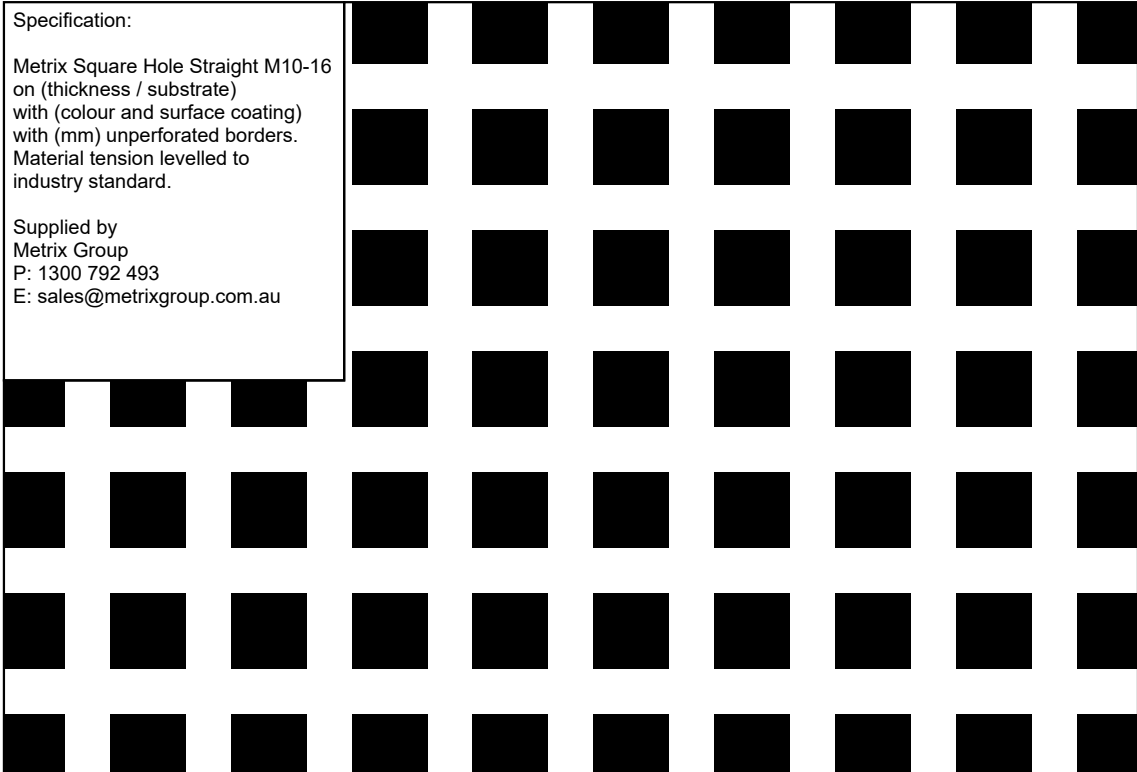 Specification:
Metrix Square Hole Straight M10-16
on (thickness / substrate)
with (colour and surface coating)
with (mm) unperforated borders.
Material tension levelled to
industry standard.
Supplied by
Metrix Group
P: 1300 792 493
E: sales@metrixgroup.com.au